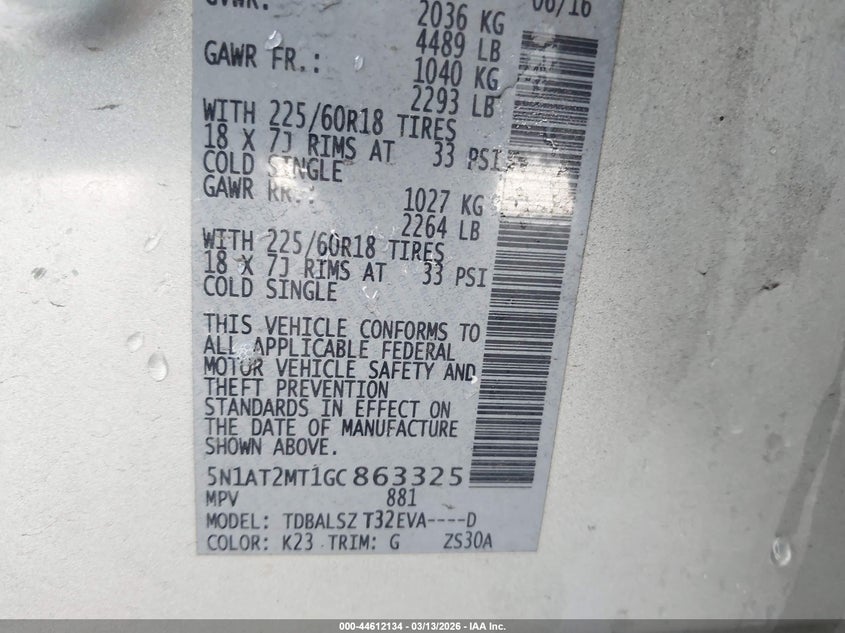 GVWR:
06/16
2036 KG
4489 LB
GAWR FR.: 1040 KG
2293 LB
WITH 225/60R18 TIRES
18 X 7J RIMS AT 33 PSI
COLD SINGLE
GAWR RR.: 1027 KG
2264 LB
WITH 225/60R18 TIRES
18 X 7J RIMS AT 33 PSI
COLD SINGLE
THIS VEHICLE CONFORMS TO
ALL APPLICABLE FEDERAL
MOTOR VEHICLE SAFETY AND
THEFT PREVENTION
STANDARDS IN EFFECT ON
THE DATE OF MANUFACTURE
SHOWN ABOVE.
5N1AT2MT1GC863325
MPV 881
MODEL: TDBALSZ T32EVA----D
COLOR: K23 TRIM: G ZS30A
000-44612134 - 03/13/2026 - IAA Inc.